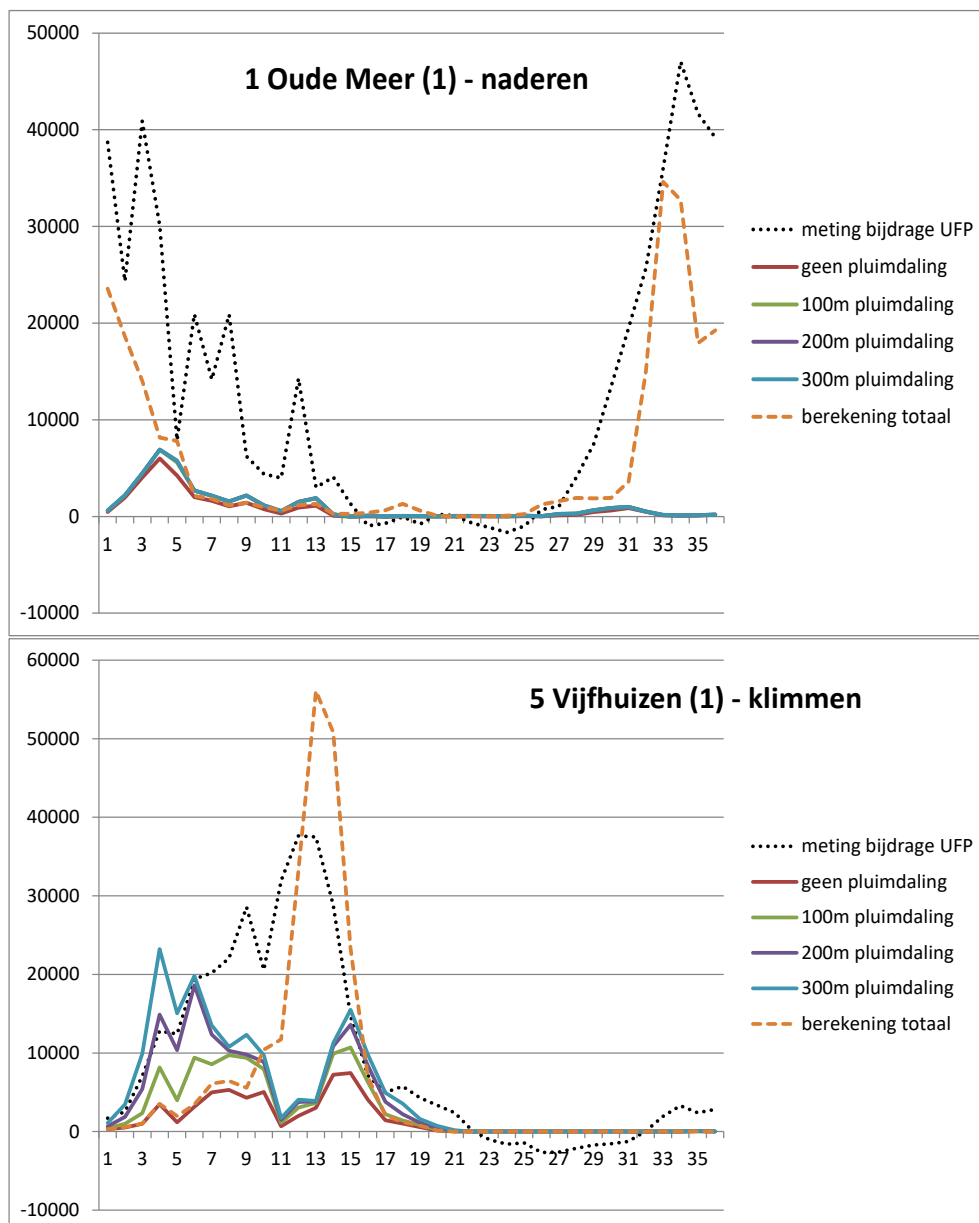 1 Oude Meer (1) - naderen
50000
40000
30000
20000
10000
0
-10000
1 3 5 7 9 11 13 15 17 19 21 23 25 27 29 31 33 35
meting bijdrage UFP
geen pluimdaling
100m pluimdaling
200m pluimdaling
300m pluimdaling
berekening totaal
5 Vijfhuizen (1) - klimmen
60000
50000
40000
30000
20000
10000
0
-10000
1 3 5 7 9 11 13 15 17 19 21 23 25 27 29 31 33 35
meting bijdrage UFP
geen pluimdaling
100m pluimdaling
200m pluimdaling
300m pluimdaling
berekening totaal